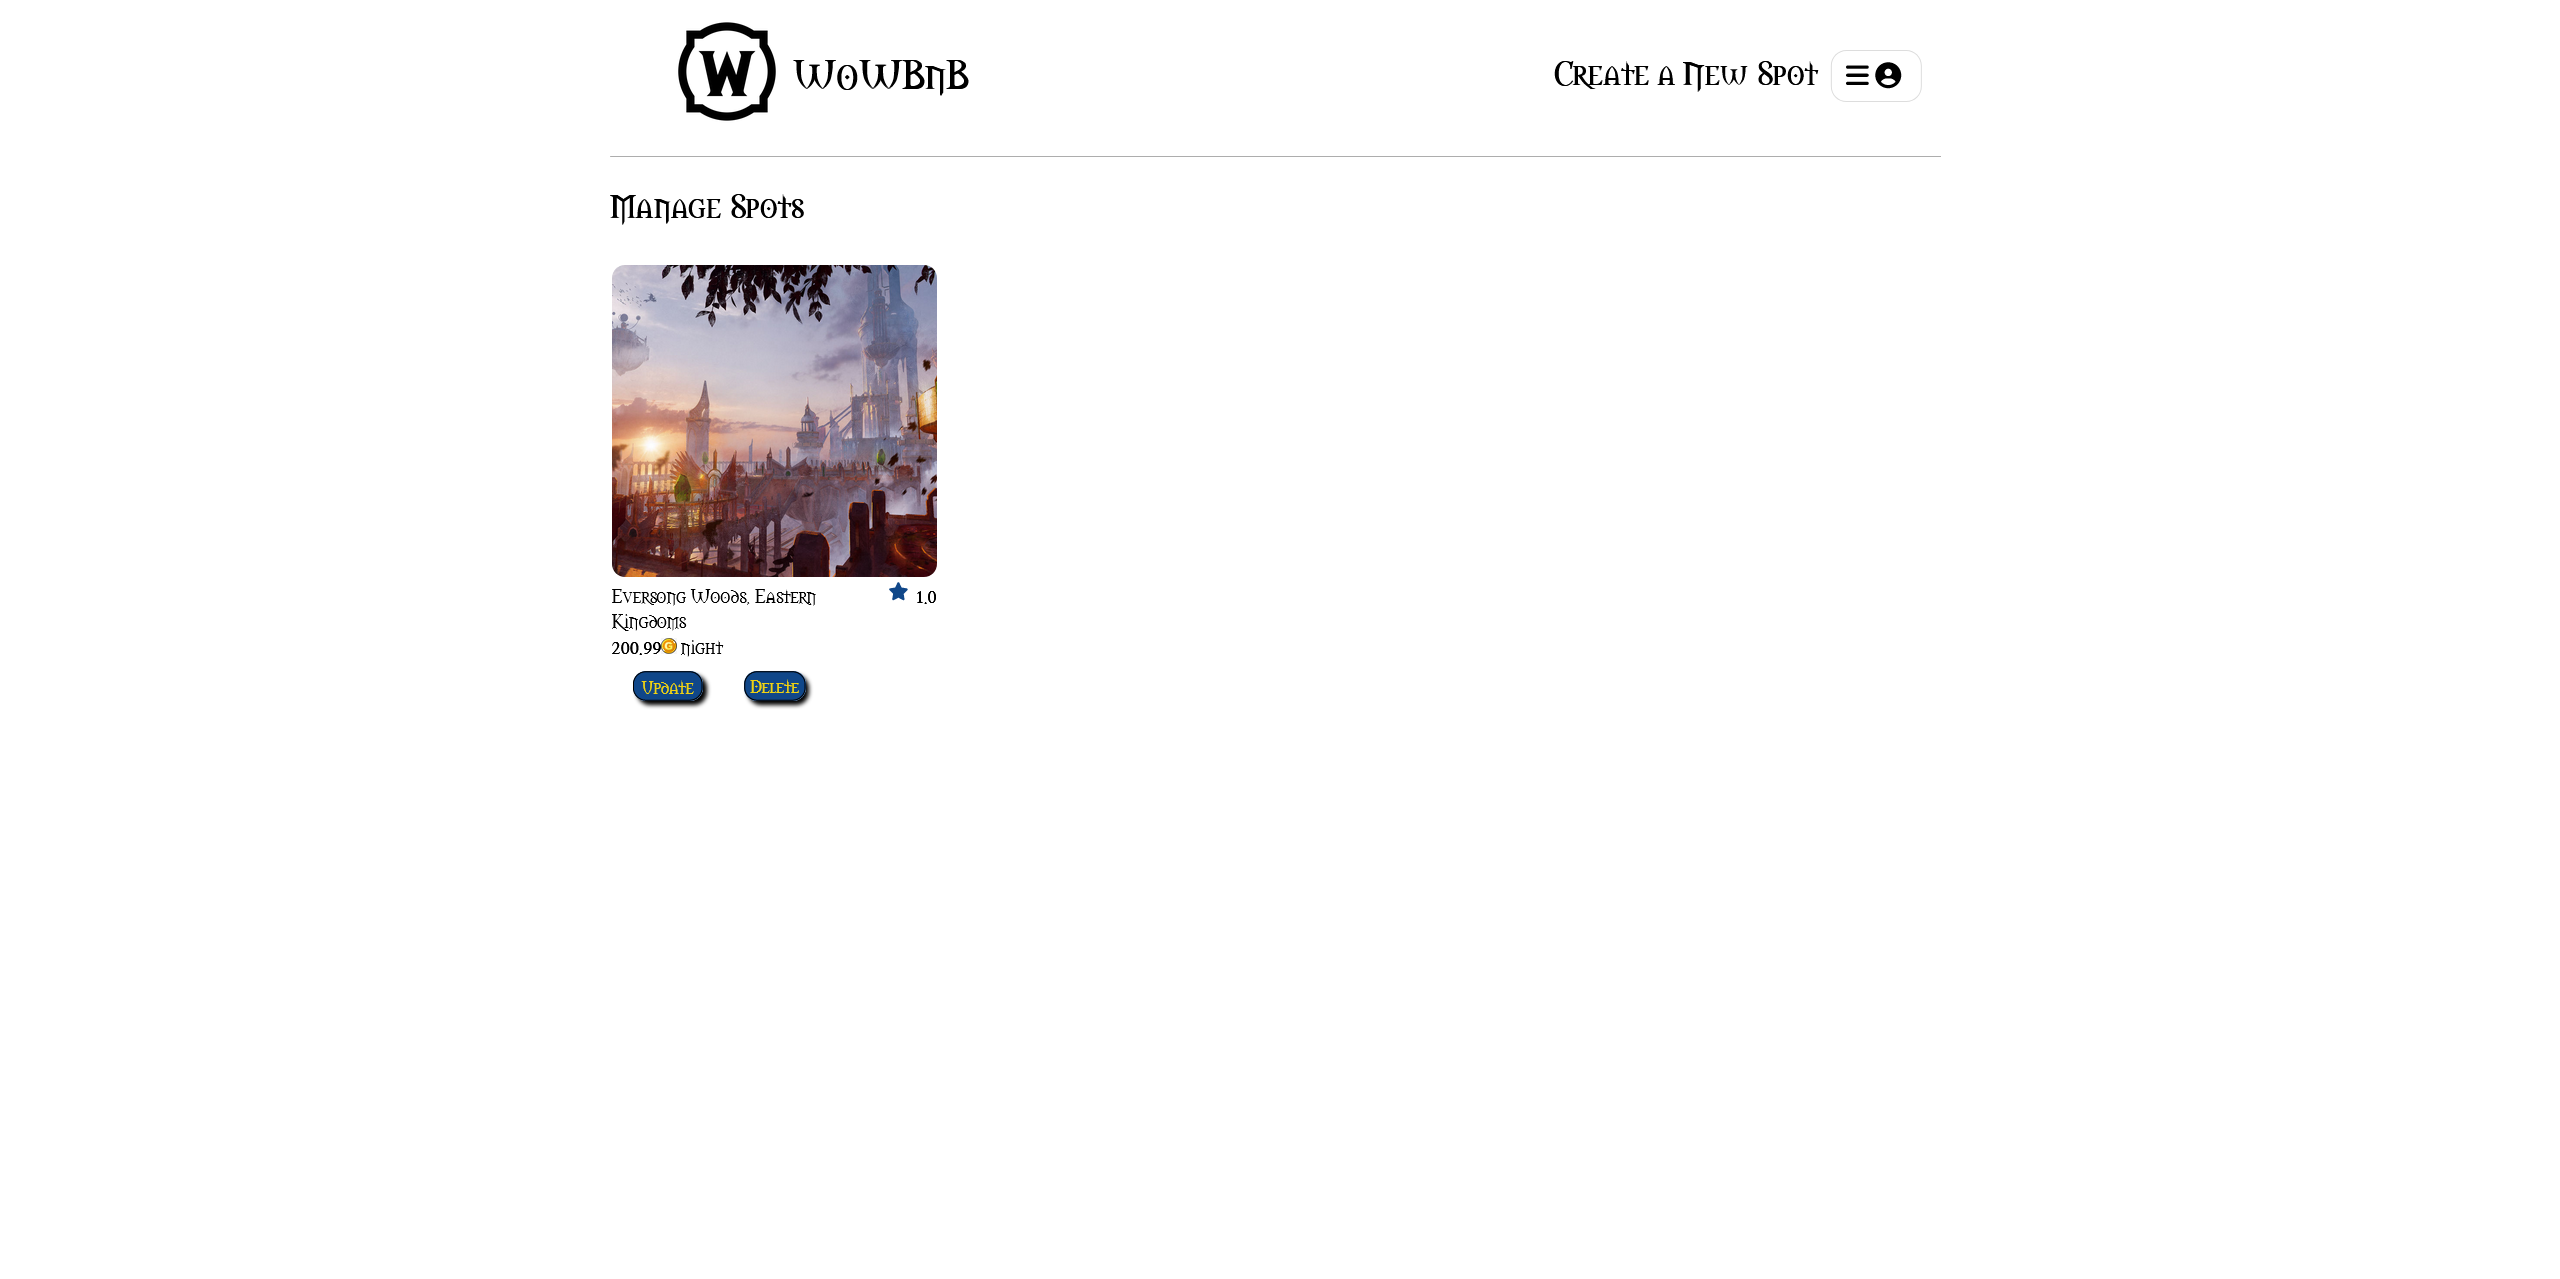 W WoWBnB
Create a New Spot
Manage Spots
Eversong Woods, Eastern
Kingdoms
1.0
200.99 G night
Update
Delete